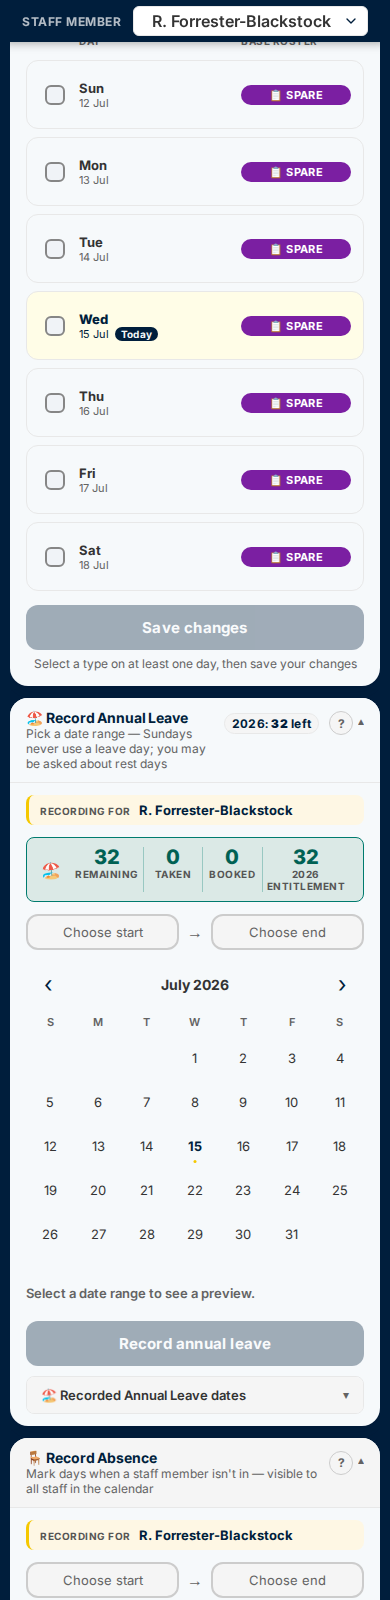 STAFF MEMBER R. Forrester-Blackstock
DAY BASE ROSTER
Sun
12 Jul
SPARE
Mon
13 Jul
SPARE
Tue
14 Jul
SPARE
Wed
15 Jul Today
SPARE
Thu
16 Jul
SPARE
Fri
17 Jul
SPARE
Sat
18 Jul
SPARE
Save changes
Select a type on at least one day, then save your changes
Record Annual Leave
Pick a date range — Sundays
never use a leave day; you may
be asked about rest days
2026: 32 left
?
RECORDING FOR R. Forrester-Blackstock
32 0 0 32
REMAINING TAKEN BOOKED 2026
ENTITLEMENT
Choose start → Choose end
‹ July 2026 ›
S M T W T F S
1 2 3 4
5 6 7 8 9 10 11
12 13 14 15 16 17 18
19 20 21 22 23 24 25
26 27 28 29 30 31
Select a date range to see a preview.
Record annual leave
Recorded Annual Leave dates
Record Absence
Mark days when a staff member isn't in — visible to
all staff in the calendar
?
RECORDING FOR R. Forrester-Blackstock
Choose start → Choose end